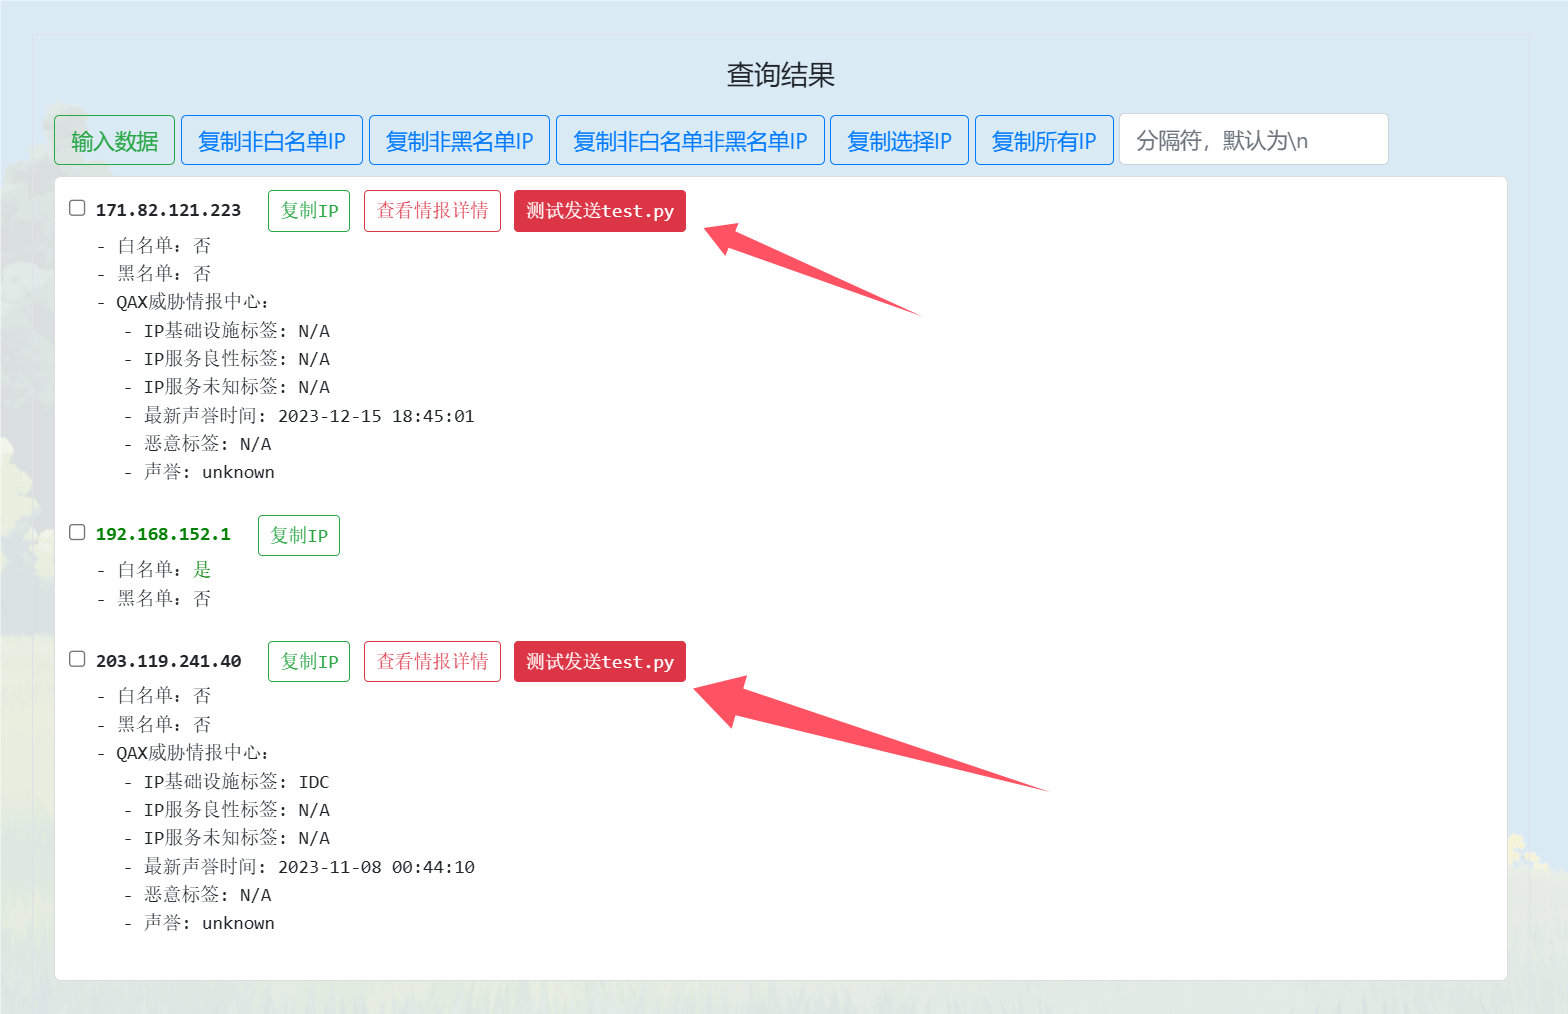 查询结果
输入数据 复制非白名单IP 复制非黑名单IP 复制非白名单非黑名单IP 复制选择IP 复制所有IP 分隔符，默认为\n
171.82.121.223 复制IP 查看情报详情 测试发送test.py
- 白名单：否
- 黑名单：否
- QAX威胁情报中心：
- IP基础设施标签: N/A
- IP服务良性标签: N/A
- IP服务未知标签: N/A
- 最新声誉时间: 2023-12-15 18:45:01
- 恶意标签: N/A
- 声誉: unknown
192.168.152.1 复制IP
- 白名单：是
- 黑名单：否
203.119.241.40 复制IP 查看情报详情 测试发送test.py
- 白名单：否
- 黑名单：否
- QAX威胁情报中心：
- IP基础设施标签: IDC
- IP服务良性标签: N/A
- IP服务未知标签: N/A
- 最新声誉时间: 2023-11-08 00:44:10
- 恶意标签: N/A
- 声誉: unknown